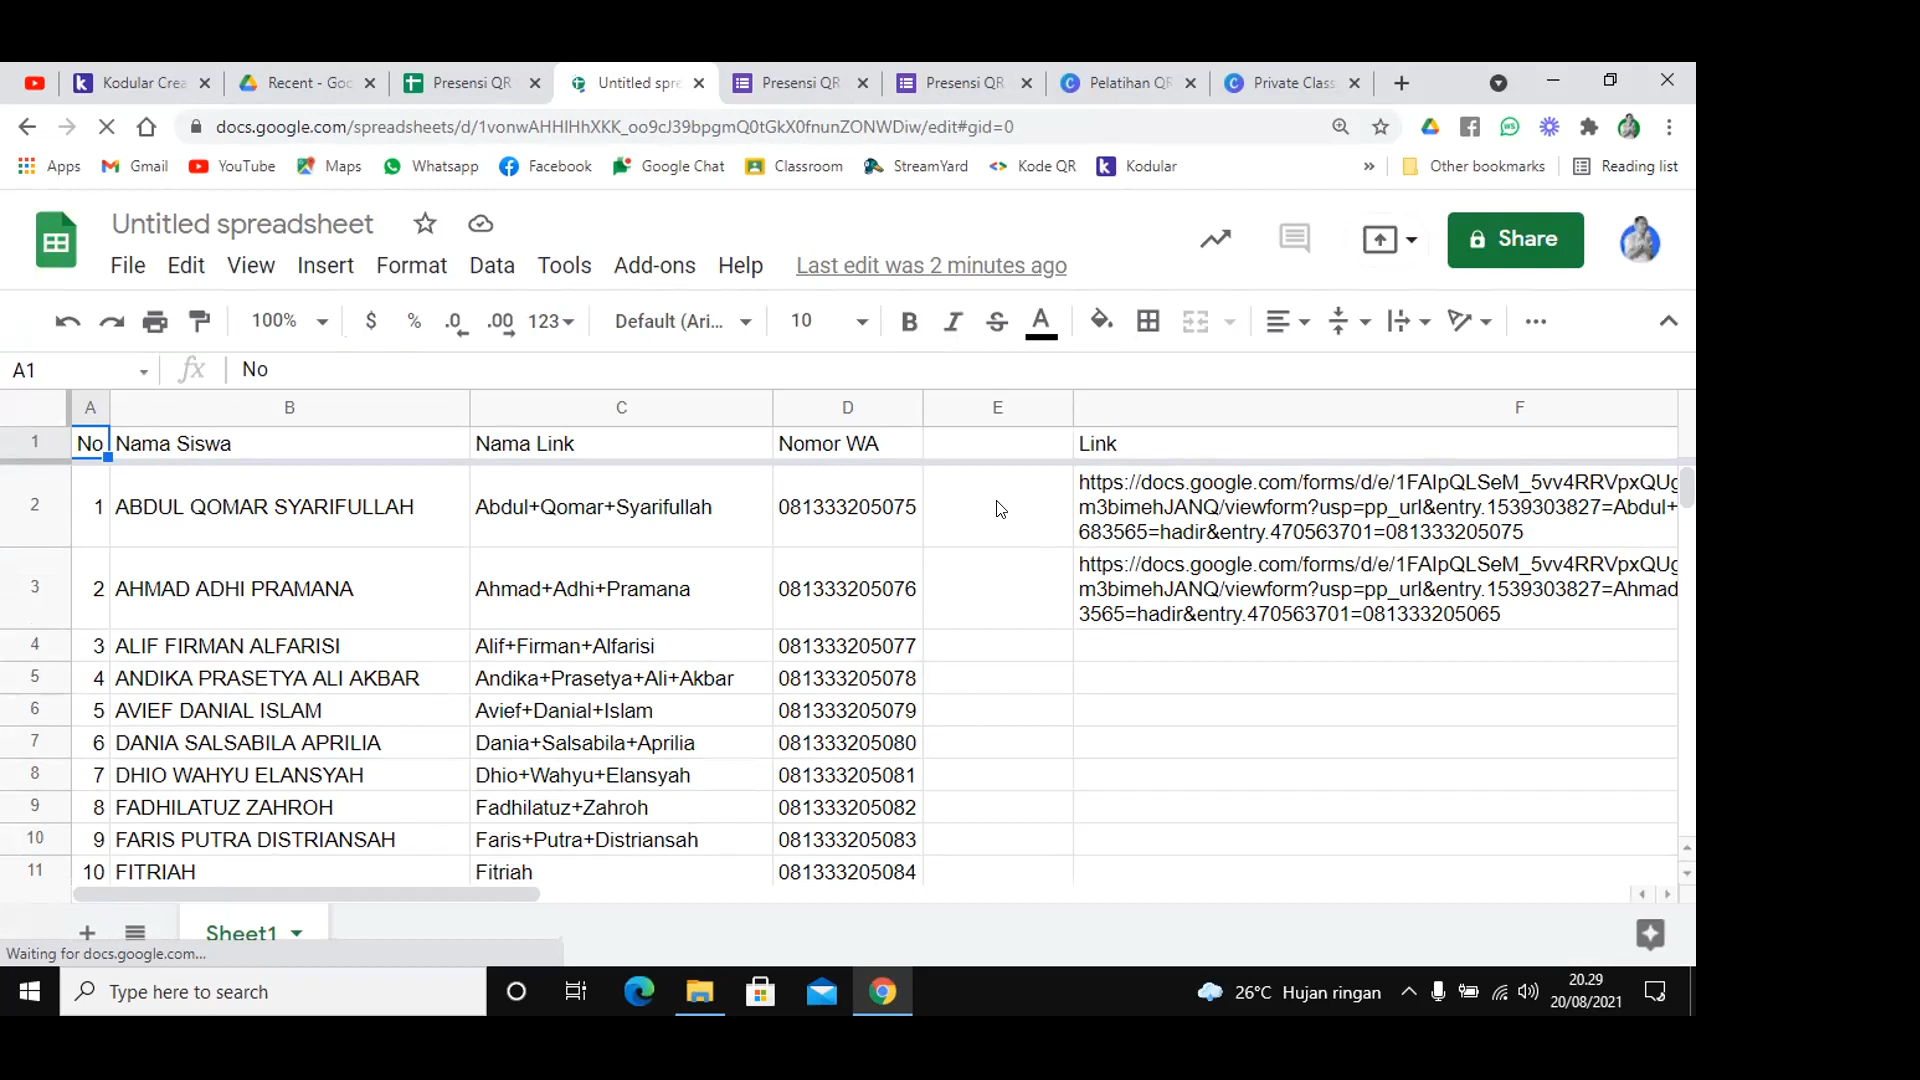 Kodular Crea
Recent - Goo
Presensi QR
Untitled spre
Presensi QR
Presensi QR
Pelatihan QR
Private Class
docs.google.com/spreadsheets/d/1vonwAHHIHhXKK_oo9cJ39bpgmQ0tGkX0fnunZONWDiw/edit#gid=0
Apps
Gmail
YouTube
Maps
Whatsapp
Facebook
Google Chat
Classroom
StreamYard
Kode QR
Kodular
»
Other bookmarks
Reading list
Untitled spreadsheet
Share
File Edit View Insert Format Data Tools Add-ons Help Last edit was 2 minutes ago
100% $ % .0 .00 123 Default (Ari... 10 B I S A
A1 fx No
A B C D E F
1 No Nama Siswa Nama Link Nomor WA Link
2 1 ABDUL QOMAR SYARIFULLAH Abdul+Qomar+Syarifullah 081333205075
https://docs.google.com/forms/d/e/1FAIpQLSeM_5vv4RRVpxQUg
m3bimehJANQ/viewform?usp=pp_url&entry.1539303827=Abdul+
683565=hadir&entry.470563701=081333205075
3 2 AHMAD ADHI PRAMANA Ahmad+Adhi+Pramana 081333205076
https://docs.google.com/forms/d/e/1FAIpQLSeM_5vv4RRVpxQUg
m3bimehJANQ/viewform?usp=pp_url&entry.1539303827=Ahmad
3565=hadir&entry.470563701=081333205065
4 3 ALIF FIRMAN ALFARISI Alif+Firman+Alfarisi 081333205077
5 4 ANDIKA PRASETYA ALI AKBAR Andika+Prasetya+Ali+Akbar 081333205078
6 5 AVIEF DANIAL ISLAM Avief+Danial+Islam 081333205079
7 6 DANIA SALSABILA APRILIA Dania+Salsabila+Aprilia 081333205080
8 7 DHIO WAHYU ELANSYAH Dhio+Wahyu+Elansyah 081333205081
9 8 FADHILATUZ ZAHROH Fadhilatuz+Zahroh 081333205082
10 9 FARIS PUTRA DISTRIANSAH Faris+Putra+Distriansah 081333205083
11 10 FITRIAH Fitriah 081333205084
Sheet1
Waiting for docs.google.com...
Type here to search
26°C Hujan ringan
20.29
20/08/2021